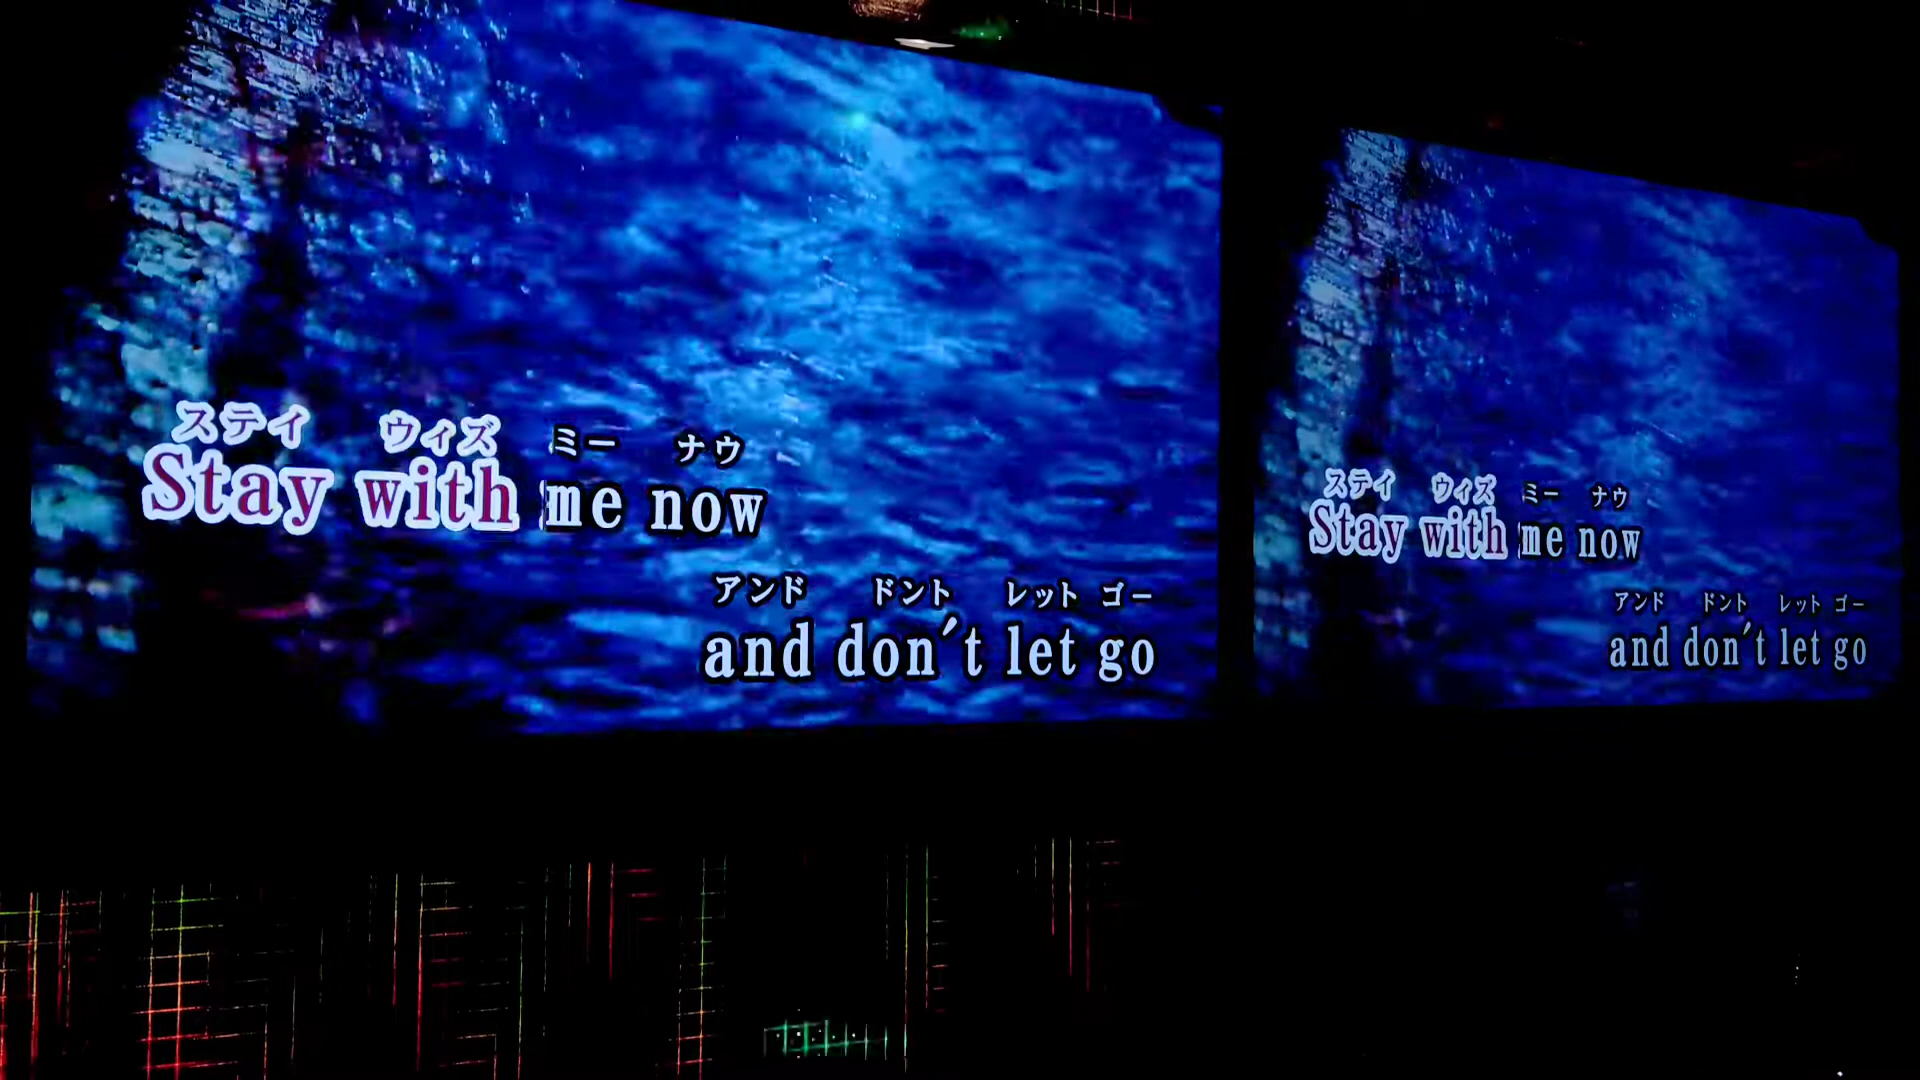 ステイ ウィズ ミー ナウ
Stay with me now
アンド ドント レット ゴー
and don´t let go
ステイ ウィズ ミー ナウ
Stay with me now
アンド ドント レット ゴー
and don´t let go